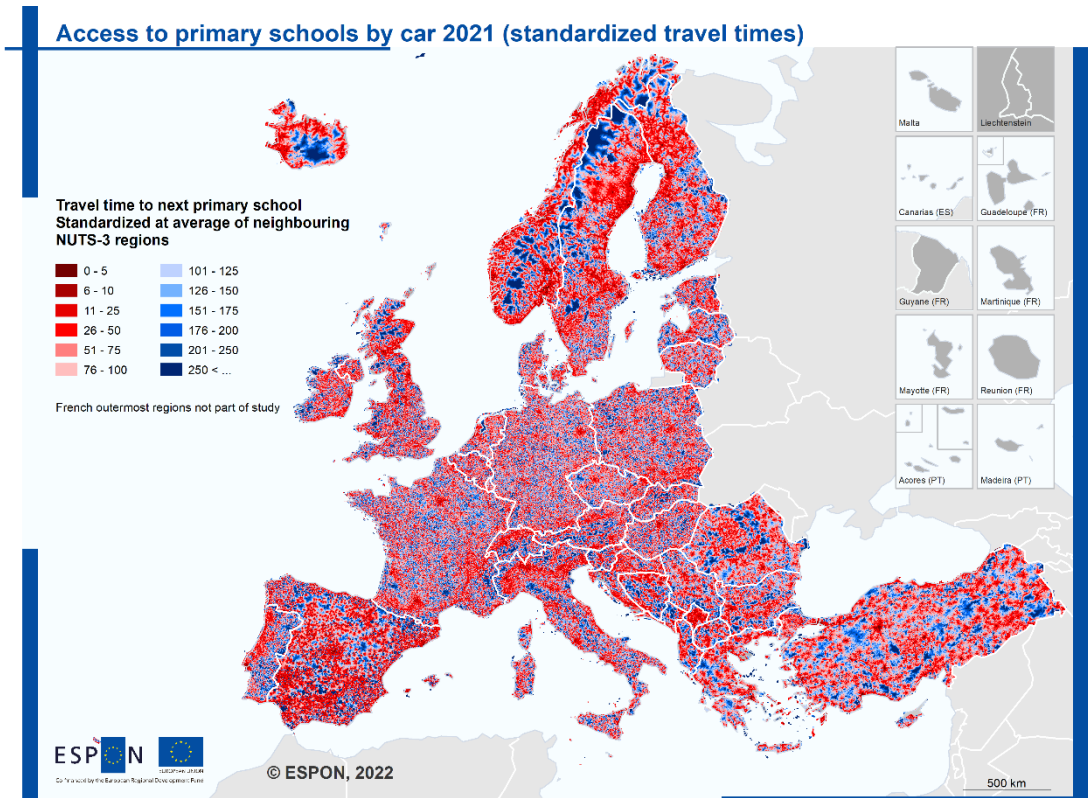 Access to primary schools by car 2021 (standardized travel times)
Malta
Liechtenstein
Canarias (ES)
Guadeloupe (FR)
Guyane (FR)
Martinique (FR)
Mayotte (FR)
Reunion (FR)
Acores (PT)
Madeira (PT)
Travel time to next primary school
Standardized at average of neighbouring
NUTS-3 regions
0 - 5
6 - 10
11 - 25
26 - 50
51 - 75
76 - 100
101 - 125
126 - 150
151 - 175
176 - 200
201 - 250
250 < ...
French outermost regions not part of study
ESPON
EUROPEAN UNION
Co-financed by the European Regional Development Fund
© ESPON, 2022
500 km